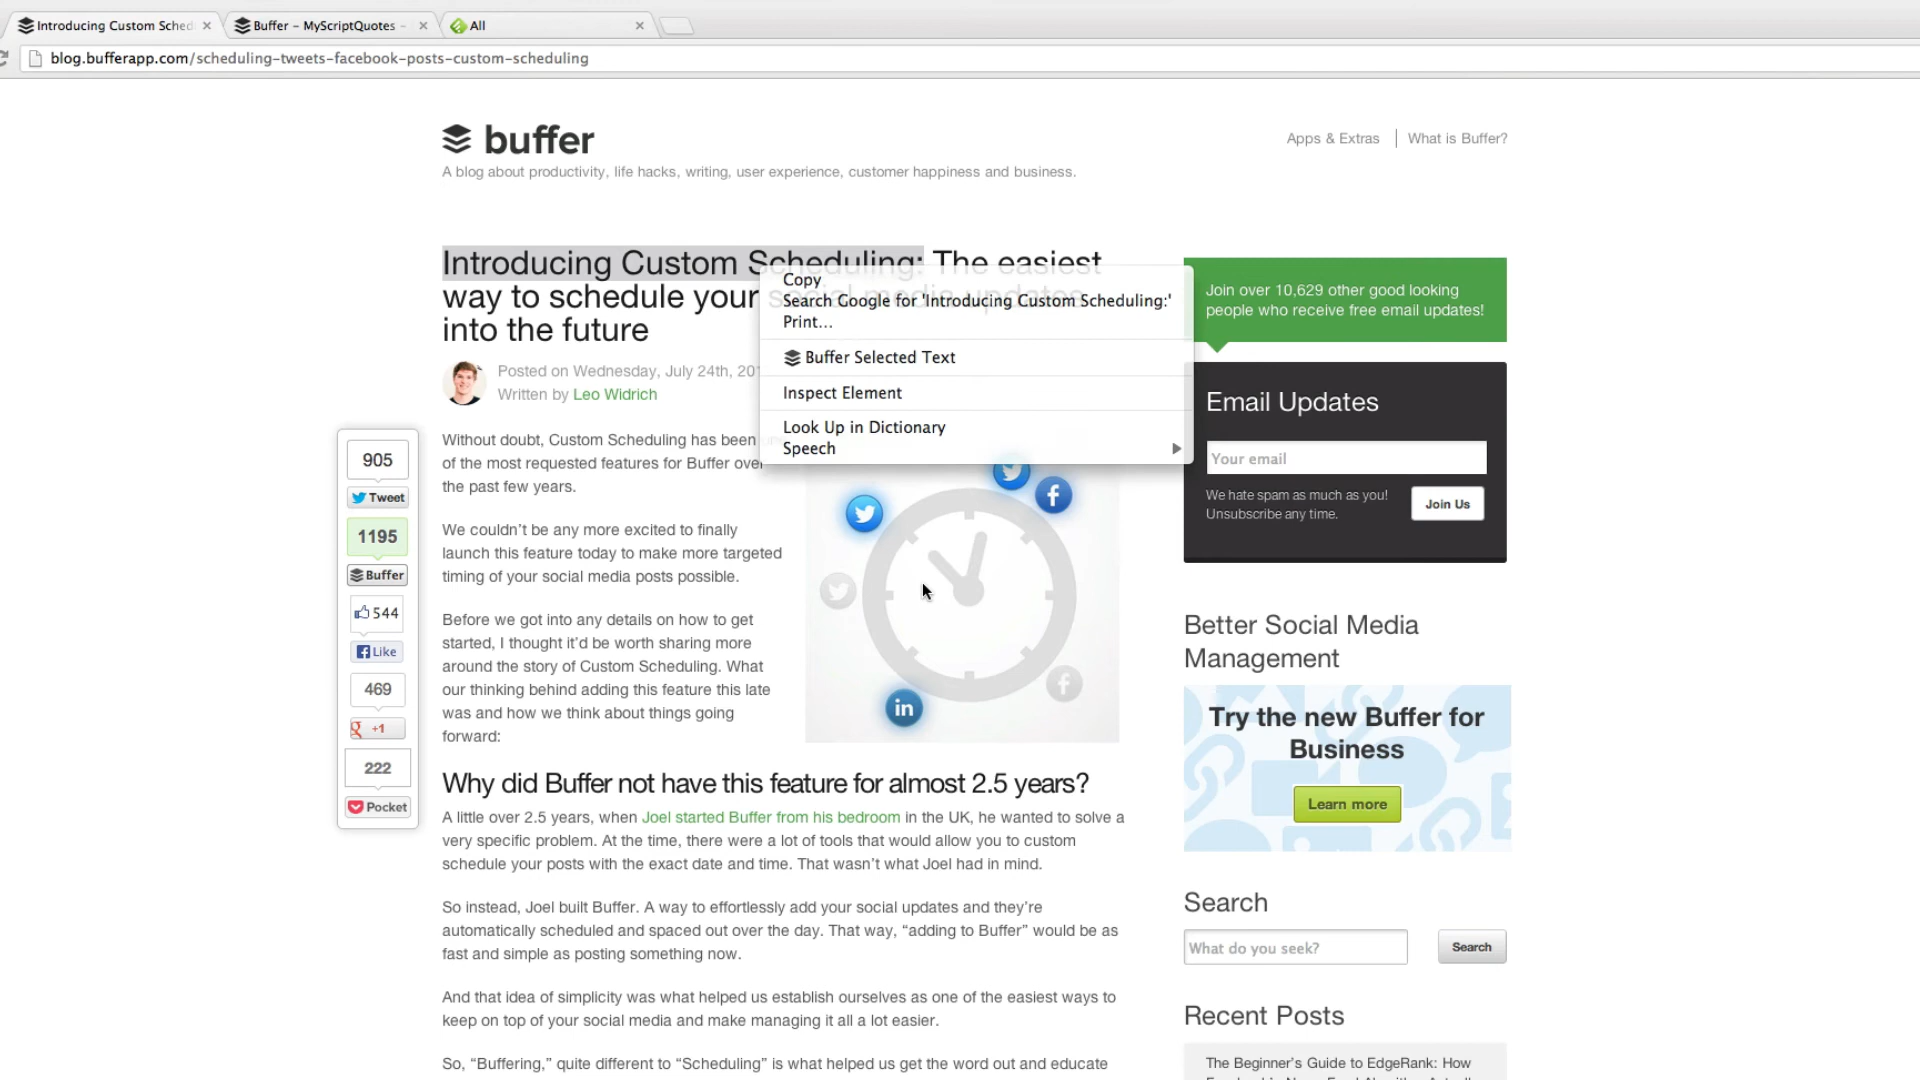 Introducing Custom Sched
Buffer – MyScriptQuotes –
All
blog.bufferapp.com/scheduling-tweets-facebook-posts-custom-scheduling
buffer
A blog about productivity, life hacks, writing, user experience, customer happiness and business.
Apps & Extras
What is Buffer?
Introducing Custom Scheduling: The easiest
way to schedule your social media updates
into the future
Posted on Wednesday, July 24th, 201
Written by Leo Widrich
Copy
Search Google for 'Introducing Custom Scheduling:'
Print...
Buffer Selected Text
Inspect Element
Look Up in Dictionary
Speech
905
Tweet
1195
Buffer
544
Like
469
+1
222
Pocket
Without doubt, Custom Scheduling has been one
of the most requested features for Buffer over
the past few years.
We couldn't be any more excited to finally
launch this feature today to make more targeted
timing of your social media posts possible.
Before we got into any details on how to get
started, I thought it'd be worth sharing more
around the story of Custom Scheduling. What
our thinking behind adding this feature this late
was and how we think about things going
forward:
in
Why did Buffer not have this feature for almost 2.5 years?
A little over 2.5 years, when Joel started Buffer from his bedroom in the UK, he wanted to solve a
very specific problem. At the time, there were a lot of tools that would allow you to custom
schedule your posts with the exact date and time. That wasn't what Joel had in mind.
So instead, Joel built Buffer. A way to effortlessly add your social updates and they're
automatically scheduled and spaced out over the day. That way, "adding to Buffer" would be as
fast and simple as posting something now.
And that idea of simplicity was what helped us establish ourselves as one of the easiest ways to
keep on top of your social media and make managing it all a lot easier.
So, "Buffering," quite different to "Scheduling" is what helped us get the word out and educate
Join over 10,629 other good looking
people who receive free email updates!
Email Updates
Your email
We hate spam as much as you!
Unsubscribe any time.
Join Us
Better Social Media
Management
Try the new Buffer for
Business
Learn more
Search
What do you seek?
Search
Recent Posts
The Beginner's Guide to EdgeRank: How